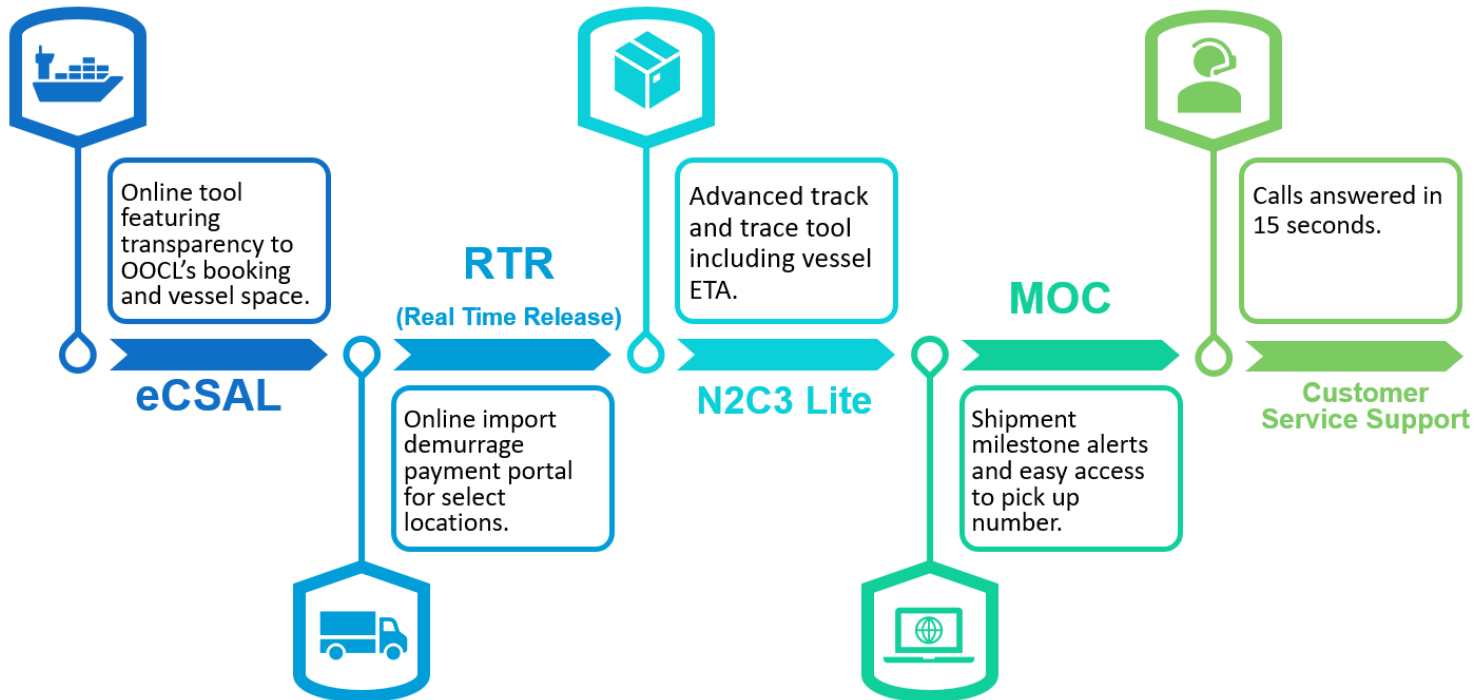 Online tool
featuring
transparency to
OOCL’s booking
and vessel space.
eCSAL
RTR
(Real Time Release)
Online import
demurrage
payment portal
for select
locations.
Advanced track
and trace tool
including vessel
ETA.
N2C3 Lite
MOC
Shipment
milestone alerts
and easy access
to pick up
number.
Calls answered in
15 seconds.
Customer
Service Support